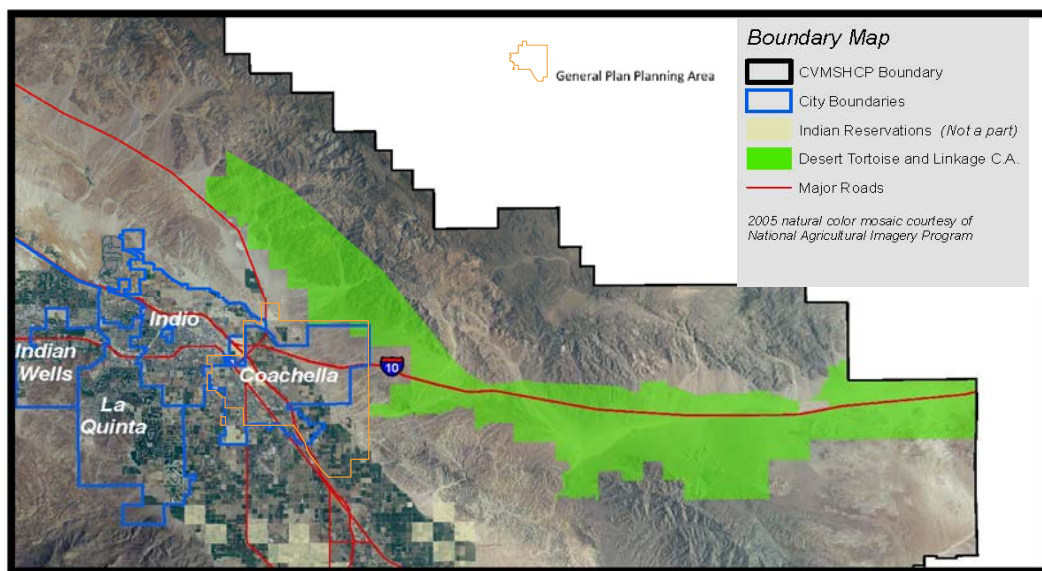 General Plan Planning Area
Boundary Map
CVMSHCP Boundary
City Boundaries
Indian Reservations (Not a part)
Desert Tortoise and Linkage C.A.
Major Roads
2005 natural color mosaic courtesy of
National Agricultural Imagery Program
Indio
Indian
Wells
Coachella
10
La
Quinta